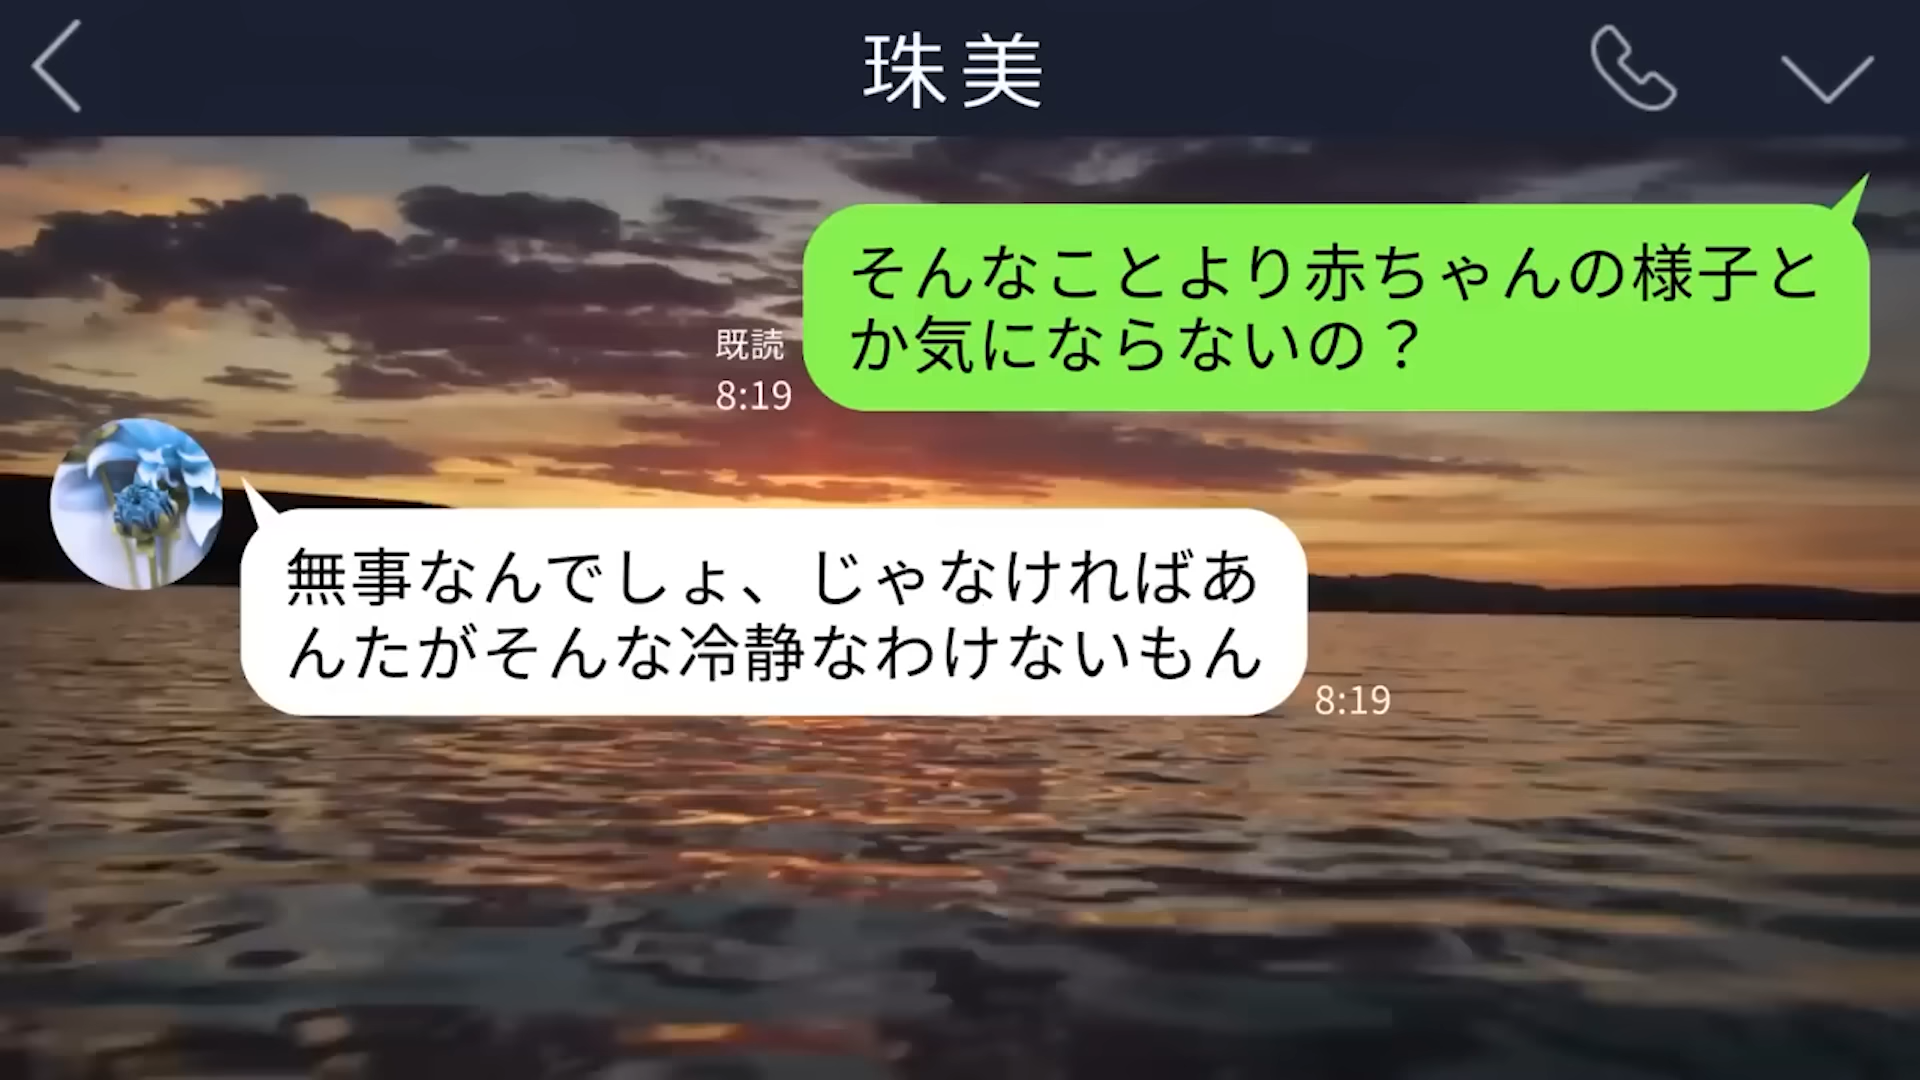 珠美
そんなことより赤ちゃんの様子と
か気にならないの？
既読
8:19
無事なんでしょ、じゃなければあ
んたがそんな冷静なわけないもん
8:19